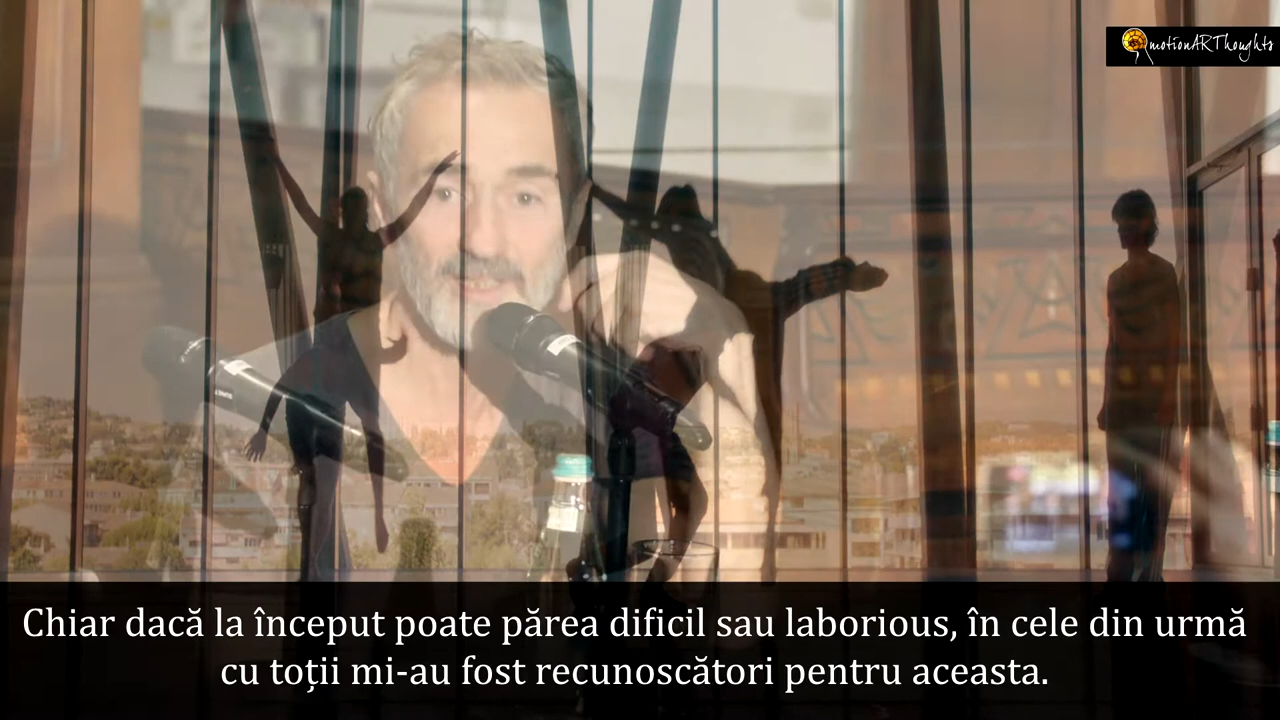 motionARThoughts
Chiar dacă la început poate părea dificil sau laborious, în cele din urmă
cu toții mi-au fost recunoscători pentru aceasta.